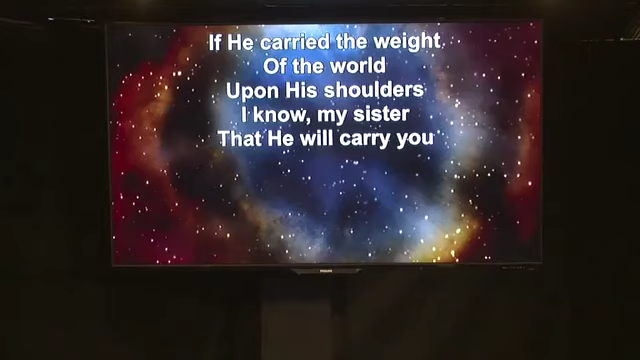 If He carried the weight
Of the world
Upon His shoulders
I know, my sister
That He will carry you
PHILIPS